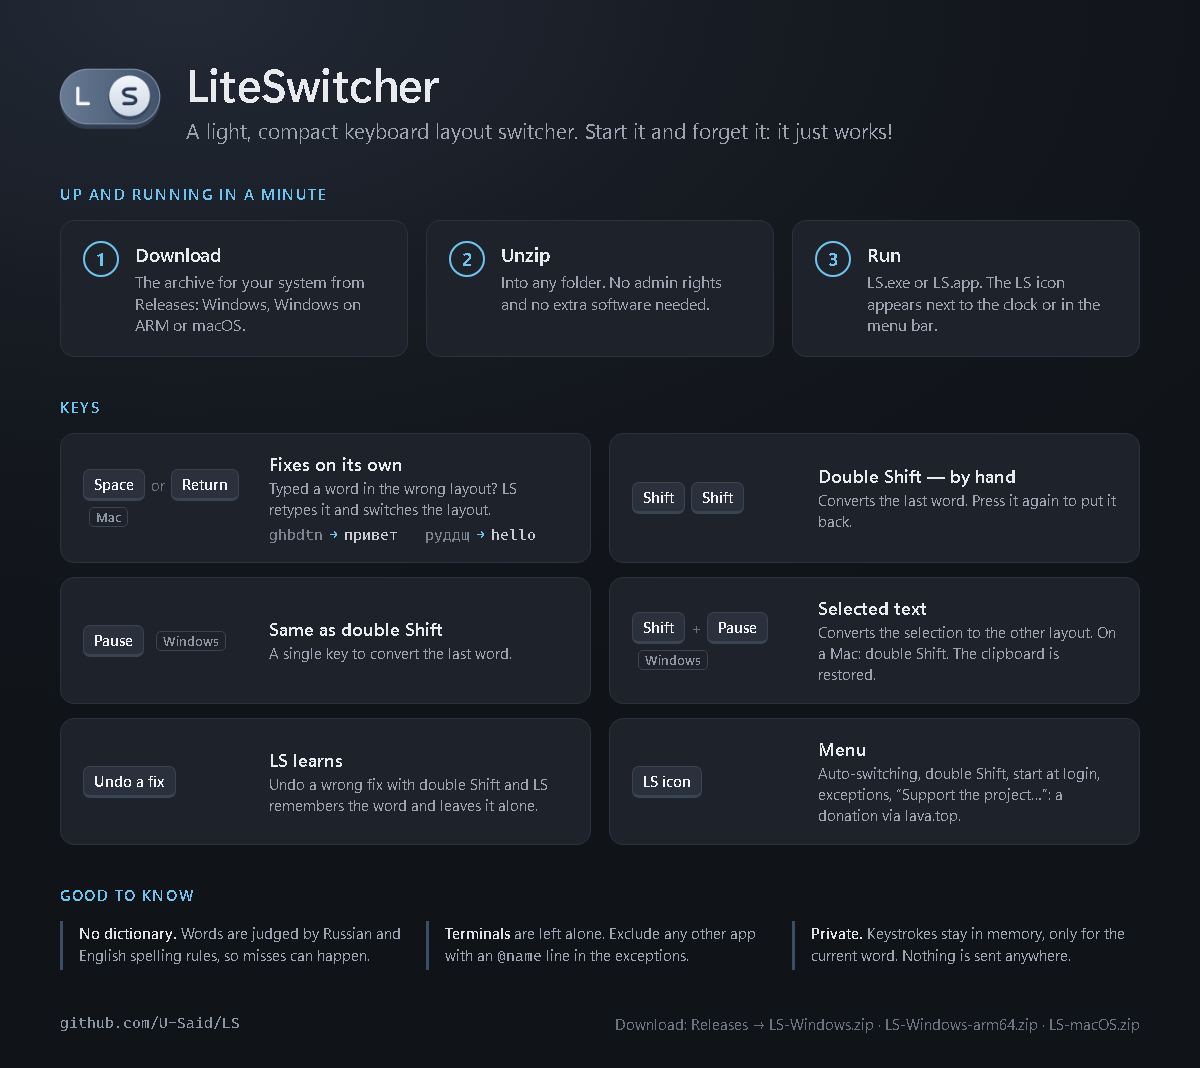 L S
LiteSwitcher
A light, compact keyboard layout switcher. Start it and forget it: it just works!
UP AND RUNNING IN A MINUTE
1
Download
The archive for your system from
Releases: Windows, Windows on
ARM or macOS.
2
Unzip
Into any folder. No admin rights
and no extra software needed.
3
Run
LS.exe or LS.app. The LS icon
appears next to the clock or in the
menu bar.
KEYS
Space or Return
Mac
Fixes on its own
Typed a word in the wrong layout? LS
retypes it and switches the layout.
ghbdtn → привет руддщ → hello
Shift Shift
Double Shift — by hand
Converts the last word. Press it again to put it
back.
Pause Windows
Same as double Shift
A single key to convert the last word.
Shift + Pause
Windows
Selected text
Converts the selection to the other layout. On
a Mac: double Shift. The clipboard is
restored.
Undo a fix
LS learns
Undo a wrong fix with double Shift and LS
remembers the word and leaves it alone.
LS icon
Menu
Auto-switching, double Shift, start at login,
exceptions, “Support the project…”: a
donation via lava.top.
GOOD TO KNOW
No dictionary. Words are judged by Russian and
English spelling rules, so misses can happen.
Terminals are left alone. Exclude any other app
with an @name line in the exceptions.
Private. Keystrokes stay in memory, only for the
current word. Nothing is sent anywhere.
github.com/U-Said/LS
Download: Releases → LS-Windows.zip · LS-Windows-arm64.zip · LS-macOS.zip